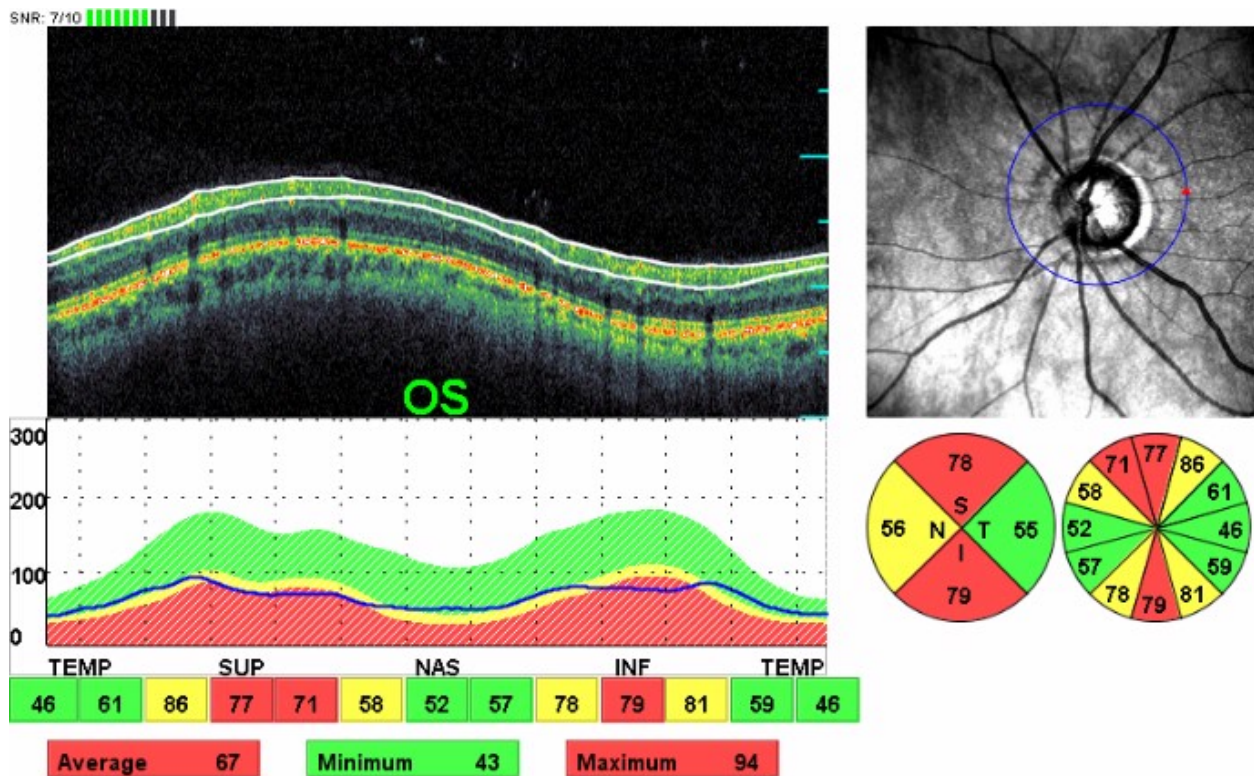 SNR: 7/10
OS
300
200
100
0
TEMP SUP NAS INF TEMP
46 61 86 77 71 58 52 57 78 79 81 59 46
Average 67 Minimum 43 Maximum 94
78
S
56 N T 55
I
79
77
71 86
58 61
52 46
57 59
78 81
79